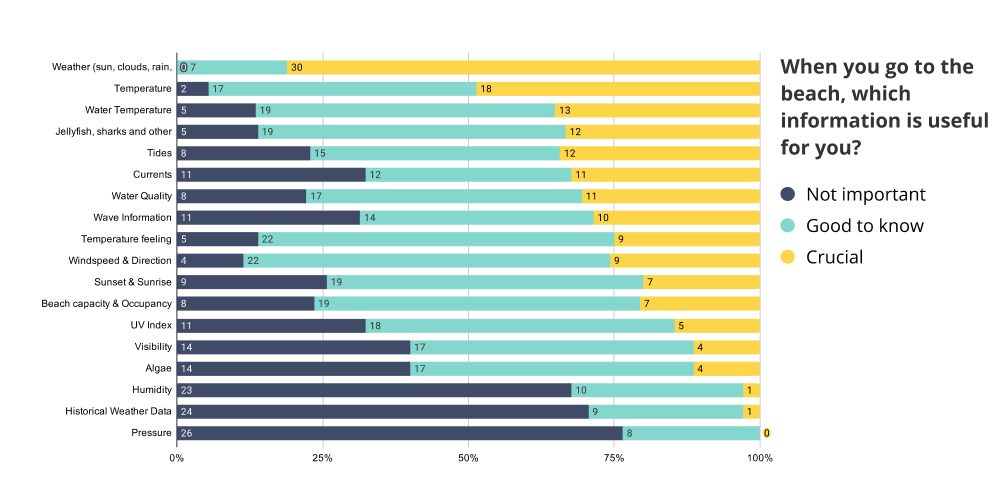 When you go to the
beach, which
information is useful
for you?
Not important
Good to know
Crucial
Weather (sun, clouds, rain, 0 7 30
Temperature 2 17 18
Water Temperature 5 19 13
Jellyfish, sharks and other 5 19 12
Tides 8 15 12
Currents 11 12 11
Water Quality 8 17 11
Wave Information 11 14 10
Temperature feeling 5 22 9
Windspeed & Direction 4 22 9
Sunset & Sunrise 9 19 7
Beach capacity & Occupancy 8 19 7
UV Index 11 18 5
Visibility 14 17 4
Algae 14 17 4
Humidity 23 10 1
Historical Weather Data 24 9 1
Pressure 26 8 0
0% 25% 50% 75% 100%